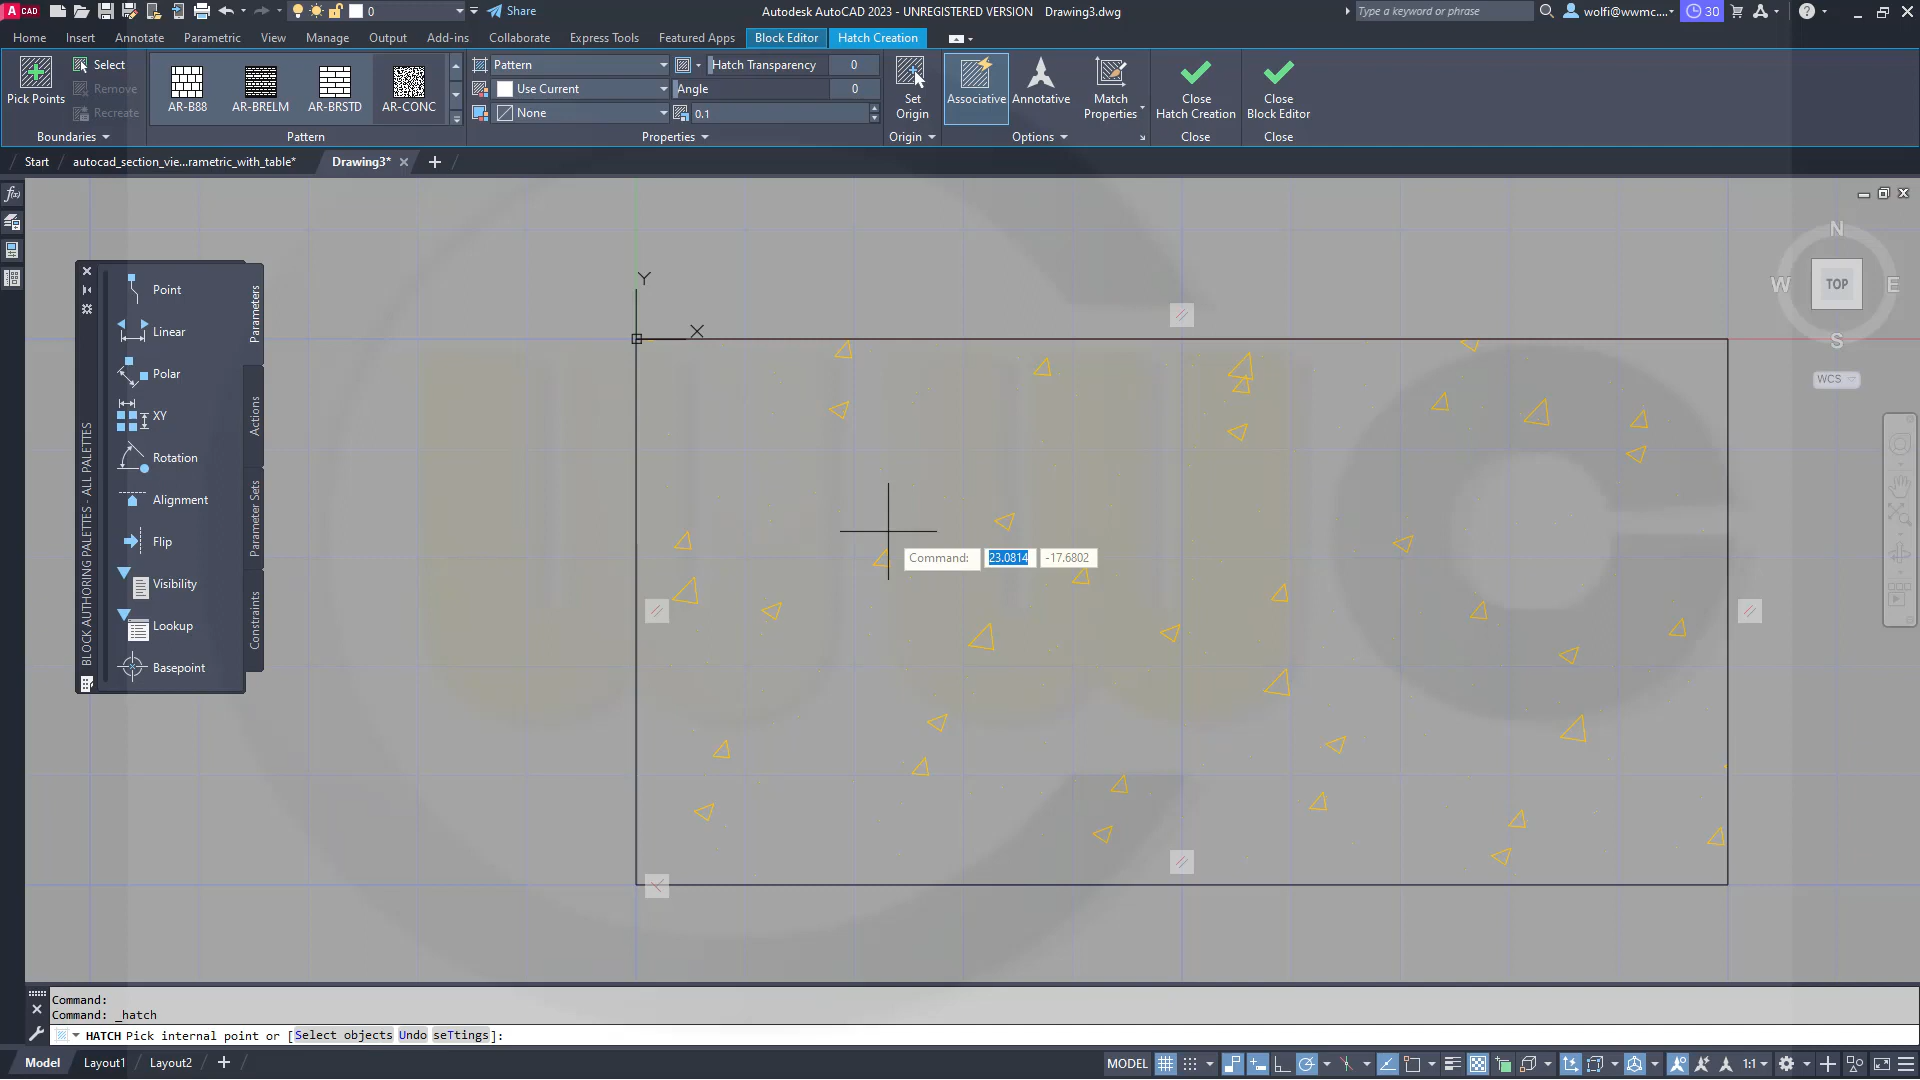 A CAD
0
Share
Autodesk AutoCAD 2023 - UNREGISTERED VERSION Drawing3.dwg
Type a keyword or phrase
wolfi@wwmc....
30
Home Insert Annotate Parametric View Manage Output Add-ins Collaborate Express Tools Featured Apps Block Editor Hatch Creation
Pick Points
Select
Remove
Recreate
Boundaries
AR-B88 AR-BRELM AR-BRSTD AR-CONC
Pattern
Pattern
Use Current
None
Hatch Transparency 0
Angle 0
0.1
Properties
Set
Origin
Origin
Associative
Annotative
Match
Properties
Options
Close
Hatch Creation
Close
Close
Block Editor
Close
Start autocad_section_vie...rametric_with_table* Drawing3*
BLOCK AUTHORING PALETTES - ALL PALETTES
Point
Linear
Polar
XY
Rotation
Alignment
Flip
Visibility
Lookup
Basepoint
Parameters
Actions
Parameter Sets
Constraints
Y
X
N
W TOP E
S
WCS
Command: 23.0814 -17.6802
Command:
Command: _hatch
HATCH Pick internal point or [Select objects Undo seTtings]:
Model Layout1 Layout2
MODEL
1:1